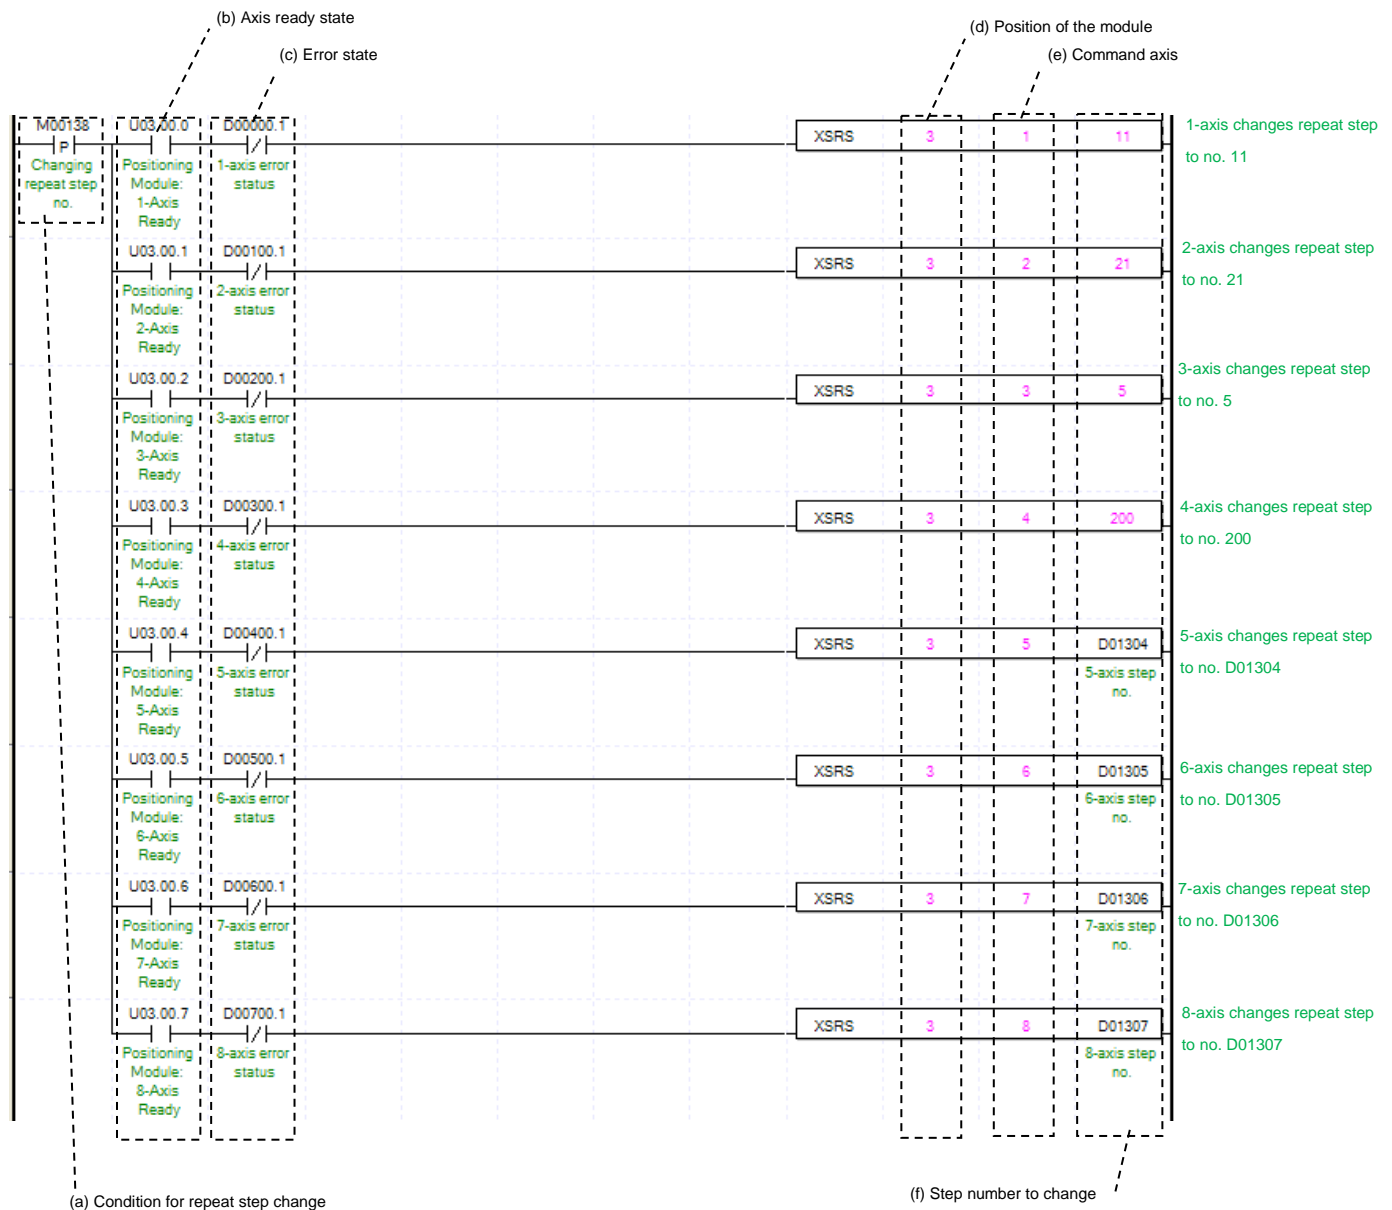 (b) Axis ready state
(d) Position of the module
(c) Error state
(e) Command axis
M00138
P
Changing
repeat step
no.
U03.00.0
D00000.1
Positioning
Module:
1-Axis
Ready
1-axis error
status
XSRS 3 1 11
1-axis changes repeat step
to no. 11
U03.00.1
D00100.1
Positioning
Module:
2-Axis
Ready
2-axis error
status
XSRS 3 2 21
2-axis changes repeat step
to no. 21
U03.00.2
D00200.1
Positioning
Module:
3-Axis
Ready
3-axis error
status
XSRS 3 3 5
3-axis changes repeat step
to no. 5
U03.00.3
D00300.1
Positioning
Module:
4-Axis
Ready
4-axis error
status
XSRS 3 4 200
4-axis changes repeat step
to no. 200
U03.00.4
D00400.1
Positioning
Module:
5-Axis
Ready
5-axis error
status
XSRS 3 5 D01304
5-axis step
no.
5-axis changes repeat step
to no. D01304
U03.00.5
D00500.1
Positioning
Module:
6-Axis
Ready
6-axis error
status
XSRS 3 6 D01305
6-axis step
no.
6-axis changes repeat step
to no. D01305
U03.00.6
D00600.1
Positioning
Module:
7-Axis
Ready
7-axis error
status
XSRS 3 7 D01306
7-axis step
no.
7-axis changes repeat step
to no. D01306
U03.00.7
D00700.1
Positioning
Module:
8-Axis
Ready
8-axis error
status
XSRS 3 8 D01307
8-axis step
no.
8-axis changes repeat step
to no. D01307
(a) Condition for repeat step change
(f) Step number to change